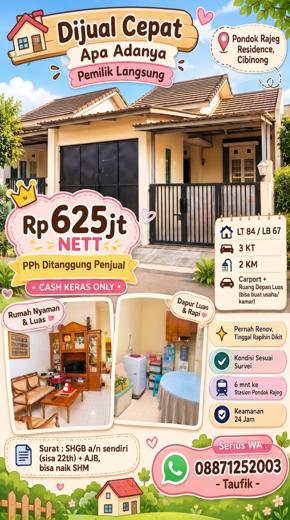 Dijual Cepat
Apa Adanya
Pemilik Langsung
Pondok Rajeg
Residence,
Cibinong
Rp625jt
NETT
PPh Ditanggung Penjual
• CASH KERAS ONLY •
LT 84 / LB 67
3 KT
2 KM
Carport +
Ruang Depan Luas
(bisa buat usaha/
kamar)
Rumah Nyaman
& Luas
Dapur Luas
& Rapi
Pernah Renov,
Tinggal Raphin Dikit
Kondisi Sesuai
Survei
6 mnt ke
Stasion Pondok Rajeg
Keamanan
24 Jam
Surat : SHGB a/n sendiri
(sisa 22th) + AJB,
bisa naik SHM
Serius WA :
08871252003
- Taufik -